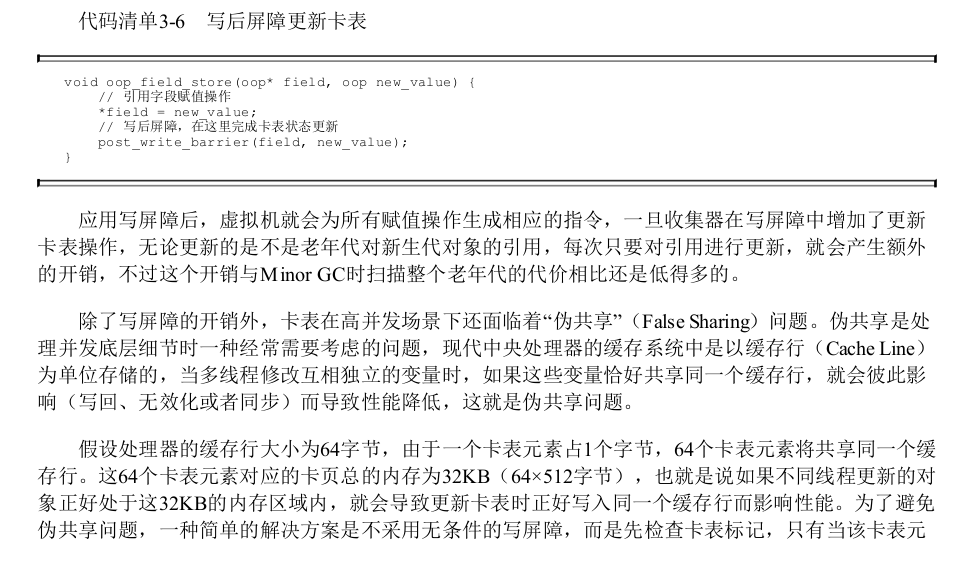 代码清单3-6　写后屏障更新卡表
void oop_field_store(oop* field, oop new_value) {
    // 引用字段赋值操作
    *field = new_value;
    // 写后屏障，在这里完成卡表状态更新
    post_write_barrier(field, new_value);
}
应用写屏障后，虚拟机就会为所有赋值操作生成相应的指令，一旦收集器在写屏障中增加了更新
卡表操作，无论更新的是不是老年代对新生代对象的引用，每次只要对引用进行更新，就会产生额外
的开销，不过这个开销与Minor GC时扫描整个老年代的代价相比还是低得多的。
除了写屏障的开销外，卡表在高并发场景下还面临着“伪共享”（False Sharing）问题。伪共享是处
理并发底层细节时一种经常需要考虑的问题，现代中央处理器的缓存系统中是以缓存行（Cache Line）
为单位存储的，当多线程修改互相独立的变量时，如果这些变量恰好共享同一个缓存行，就会彼此影
响（写回、无效化或者同步）而导致性能降低，这就是伪共享问题。
假设处理器的缓存行大小为64字节，由于一个卡表元素占1个字节，64个卡表元素将共享同一个缓
存行。这64个卡表元素对应的卡页总的内存为32KB（64×512字节），也就是说如果不同线程更新的对
象正好处于这32KB的内存区域内，就会导致更新卡表时正好写入同一个缓存行而影响性能。为了避免
伪共享问题，一种简单的解决方案是不采用无条件的写屏障，而是先检查卡表标记，只有当该卡表元